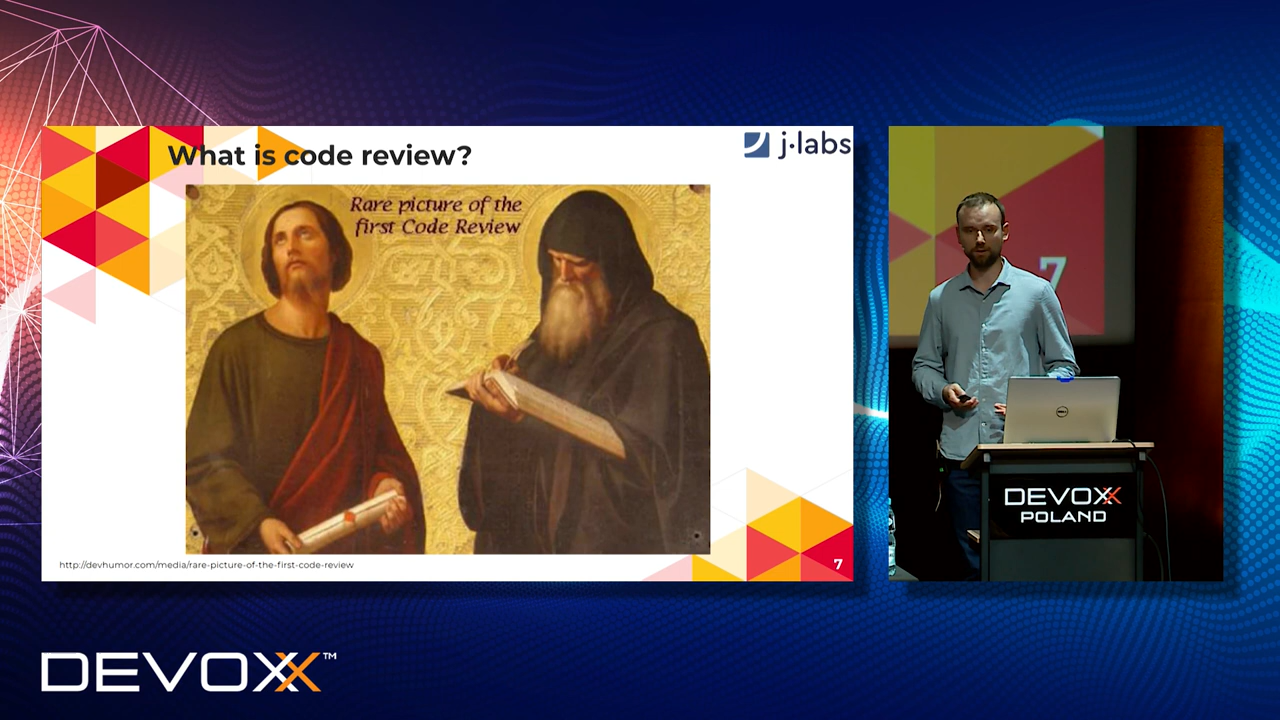 What is code review?
j·labs
Rare picture of the
first Code Review
http://devhumor.com/media/rare-picture-of-the-first-code-review
7
7
DELL
DEVOXX
POLAND
DEVOXX™